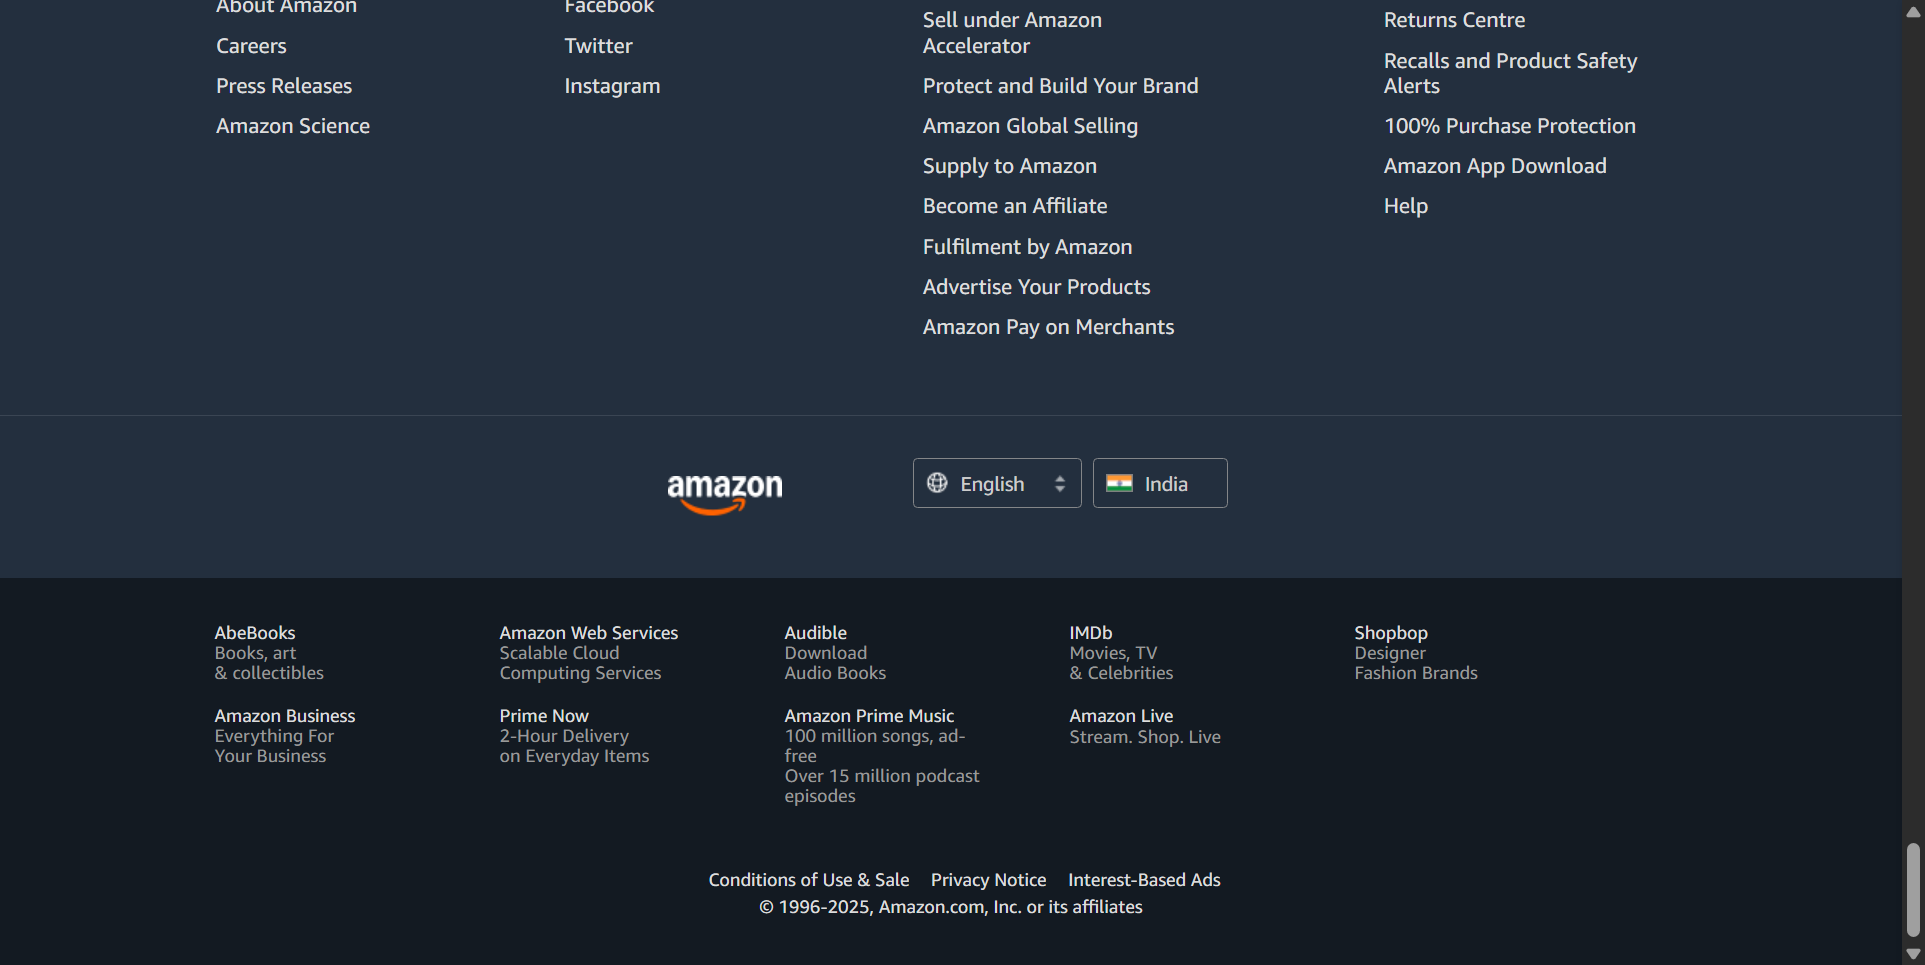 About Amazon
Careers
Press Releases
Amazon Science
Facebook
Twitter
Instagram
Sell under Amazon
Accelerator
Protect and Build Your Brand
Amazon Global Selling
Supply to Amazon
Become an Affiliate
Fulfilment by Amazon
Advertise Your Products
Amazon Pay on Merchants
Returns Centre
Recalls and Product Safety
Alerts
100% Purchase Protection
Amazon App Download
Help
amazon
English
India
AbeBooks
Books, art
& collectibles
Amazon Web Services
Scalable Cloud
Computing Services
Audible
Download
Audio Books
IMDb
Movies, TV
& Celebrities
Shopbop
Designer
Fashion Brands
Amazon Business
Everything For
Your Business
Prime Now
2-Hour Delivery
on Everyday Items
Amazon Prime Music
100 million songs, ad-
free
Over 15 million podcast
episodes
Amazon Live
Stream. Shop. Live
Conditions of Use & Sale Privacy Notice Interest-Based Ads
© 1996-2025, Amazon.com, Inc. or its affiliates